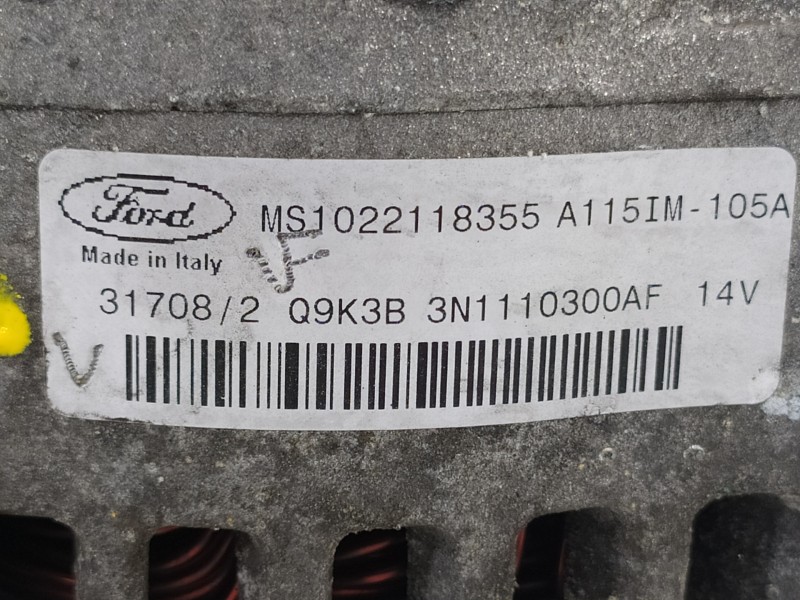 Ford MS1022118355 A115IM-105A
Made in Italy
31708/2 Q9K3B 3N1110300AF 14V
V